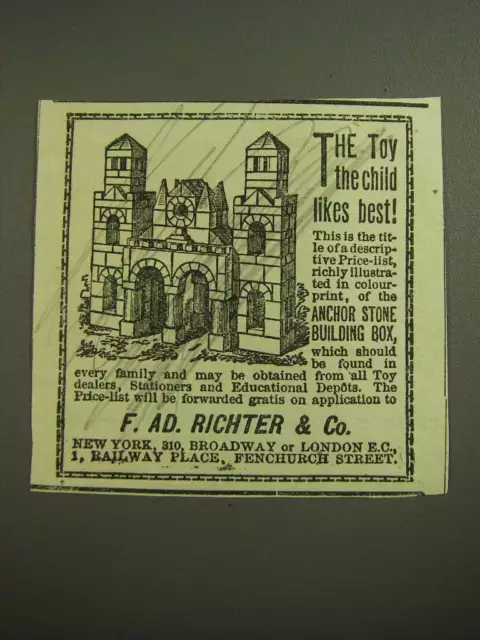 THE TOY
the child
likes best!
This is the tit-
le of a descrip-
tive Price-list,
richly illustra-
ted in colour-
print, of the
ANCHOR STONE
BUILDING BOX,
which should
be found in
every family and may be obtained from all Toy
dealers, Stationers and Educational Depôts. The
Price-list will be forwarded gratis on application to
F. AD. RICHTER & Co.
NEW YORK, 310, BROADWAY or LONDON E.C.,
1, RAILWAY PLACE, FENCHURCH STREET.